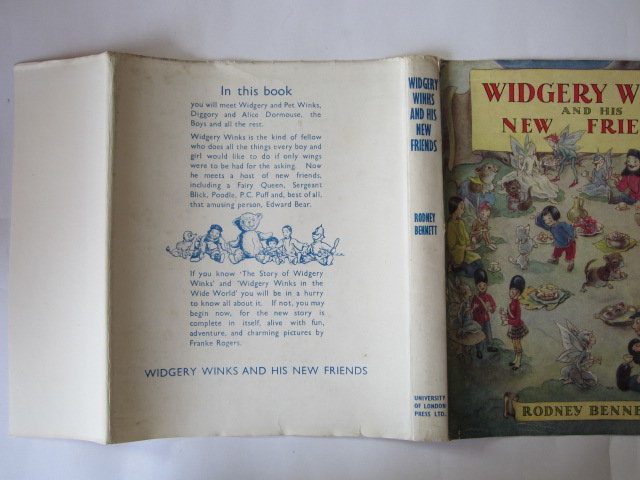 In this book
you will meet Widgery and Pet Winks,
Diggory and Alice Dormouse, the
Boys and all the rest.
Widgery Winks is the kind of fellow
who does all the things every boy and
girl would like to do if only wings
were to be had for the asking. Now
he meets a host of new friends,
including a Fairy Queen, Sergeant
Blick, Poodle, P.C. Puff and, best of all,
that amusing person, Edward Bear.
If you know 'The Story of Widgery
Winks' and 'Widgery Winks in the
Wide World' you will be in a hurry
to know all about it. If not, you may
begin now, for the new story is
complete in itself, alive with fun,
adventure, and charming pictures by
Franke Rogers.
WIDGERY WINKS AND HIS NEW FRIENDS
WIDGERY
WINKS
AND HIS
NEW
FRIENDS
RODNEY
BENNETT
UNIVERSITY
OF LONDON
PRESS LTD.
WIDGERY W
AND HIS
NEW FRIE
RODNEY BENNE